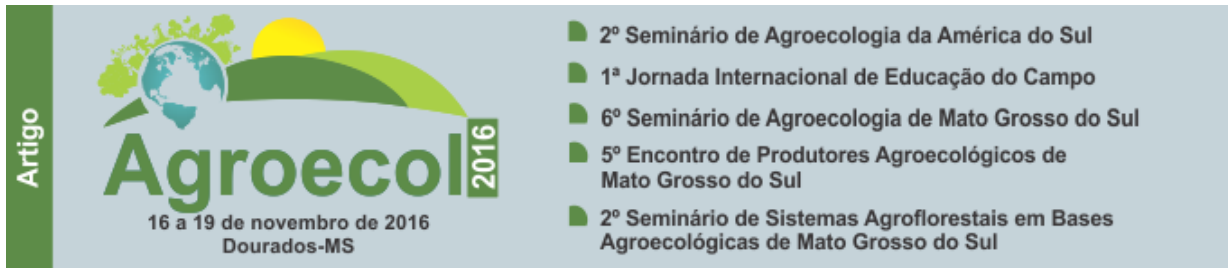 Artigo
Agroecol
2016
16 a 19 de novembro de 2016
Dourados-MS
2º Seminário de Agroecologia da América do Sul
1ª Jornada Internacional de Educação do Campo
6º Seminário de Agroecologia de Mato Grosso do Sul
5º Encontro de Produtores Agroecológicos de
Mato Grosso do Sul
2º Seminário de Sistemas Agroflorestais em Bases
Agroecológicas de Mato Grosso do Sul